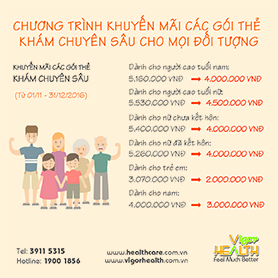 CHƯƠNG TRÌNH KHUYẾN MÃI CÁC GÓI THẺ
KHÁM CHUYÊN SÂU CHO MỌI ĐỐI TƯỢNG
KHUYẾN MÃI CÁC GÓI THẺ
KHÁM CHUYÊN SÂU
(Từ 01/11 - 31/12/2016)
Dành cho người cao tuổi nam:
5.160.000 VNĐ 4.000.000 VNĐ
Dành cho người cao tuổi nữ:
5.530.000 VNĐ 4.500.000 VNĐ
Dành cho nữ chưa kết hôn:
5.400.000 VNĐ 4.000.000 VNĐ
Dành cho nữ đã kết hôn:
5.260.000 VNĐ 4.000.000 VNĐ
Dành cho trẻ em:
3.070.000 VNĐ 2.000.000 VNĐ
Dành cho nam:
4.000.000 VNĐ 3.000.000 VNĐ
Tel: 3911 5315
Hotline: 1900 1856
www.healthcare.com.vn
www.vigorhealth.com.vn
Vigor
HEALTH
Feel Much Better